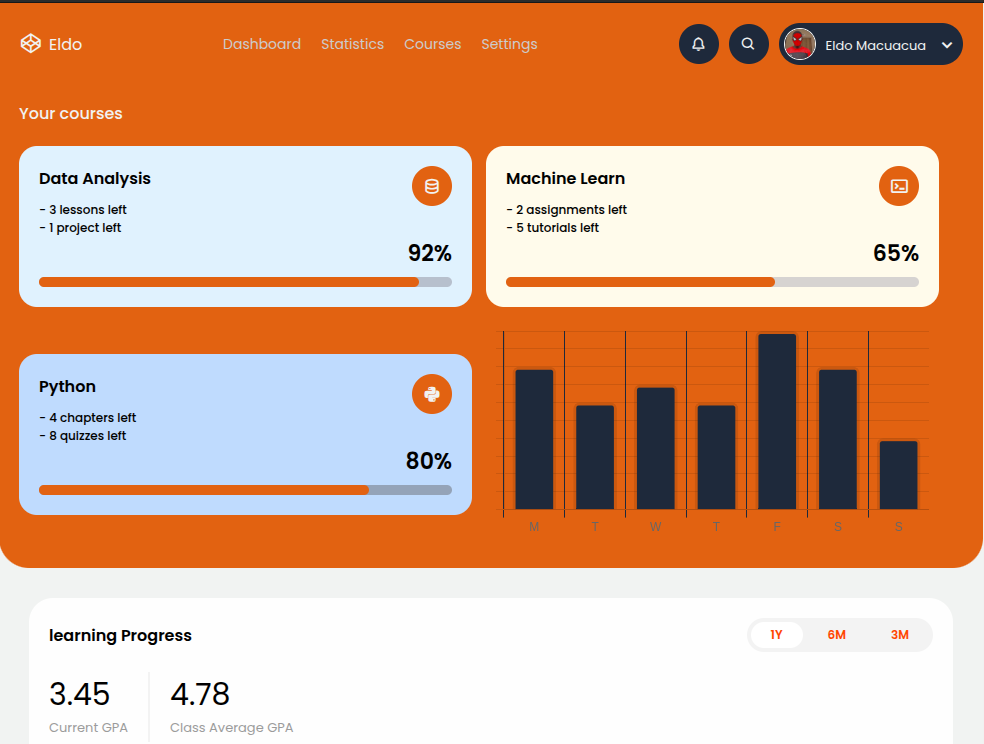 Eldo
Dashboard Statistics Courses Settings
Eldo Macuacua
Your courses
Data Analysis
- 3 lessons left
- 1 project left
92%
Machine Learn
- 2 assignments left
- 5 tutorials left
65%
Python
- 4 chapters left
- 8 quizzes left
80%
M T W T F S S
learning Progress
1Y 6M 3M
3.45
Current GPA
4.78
Class Average GPA